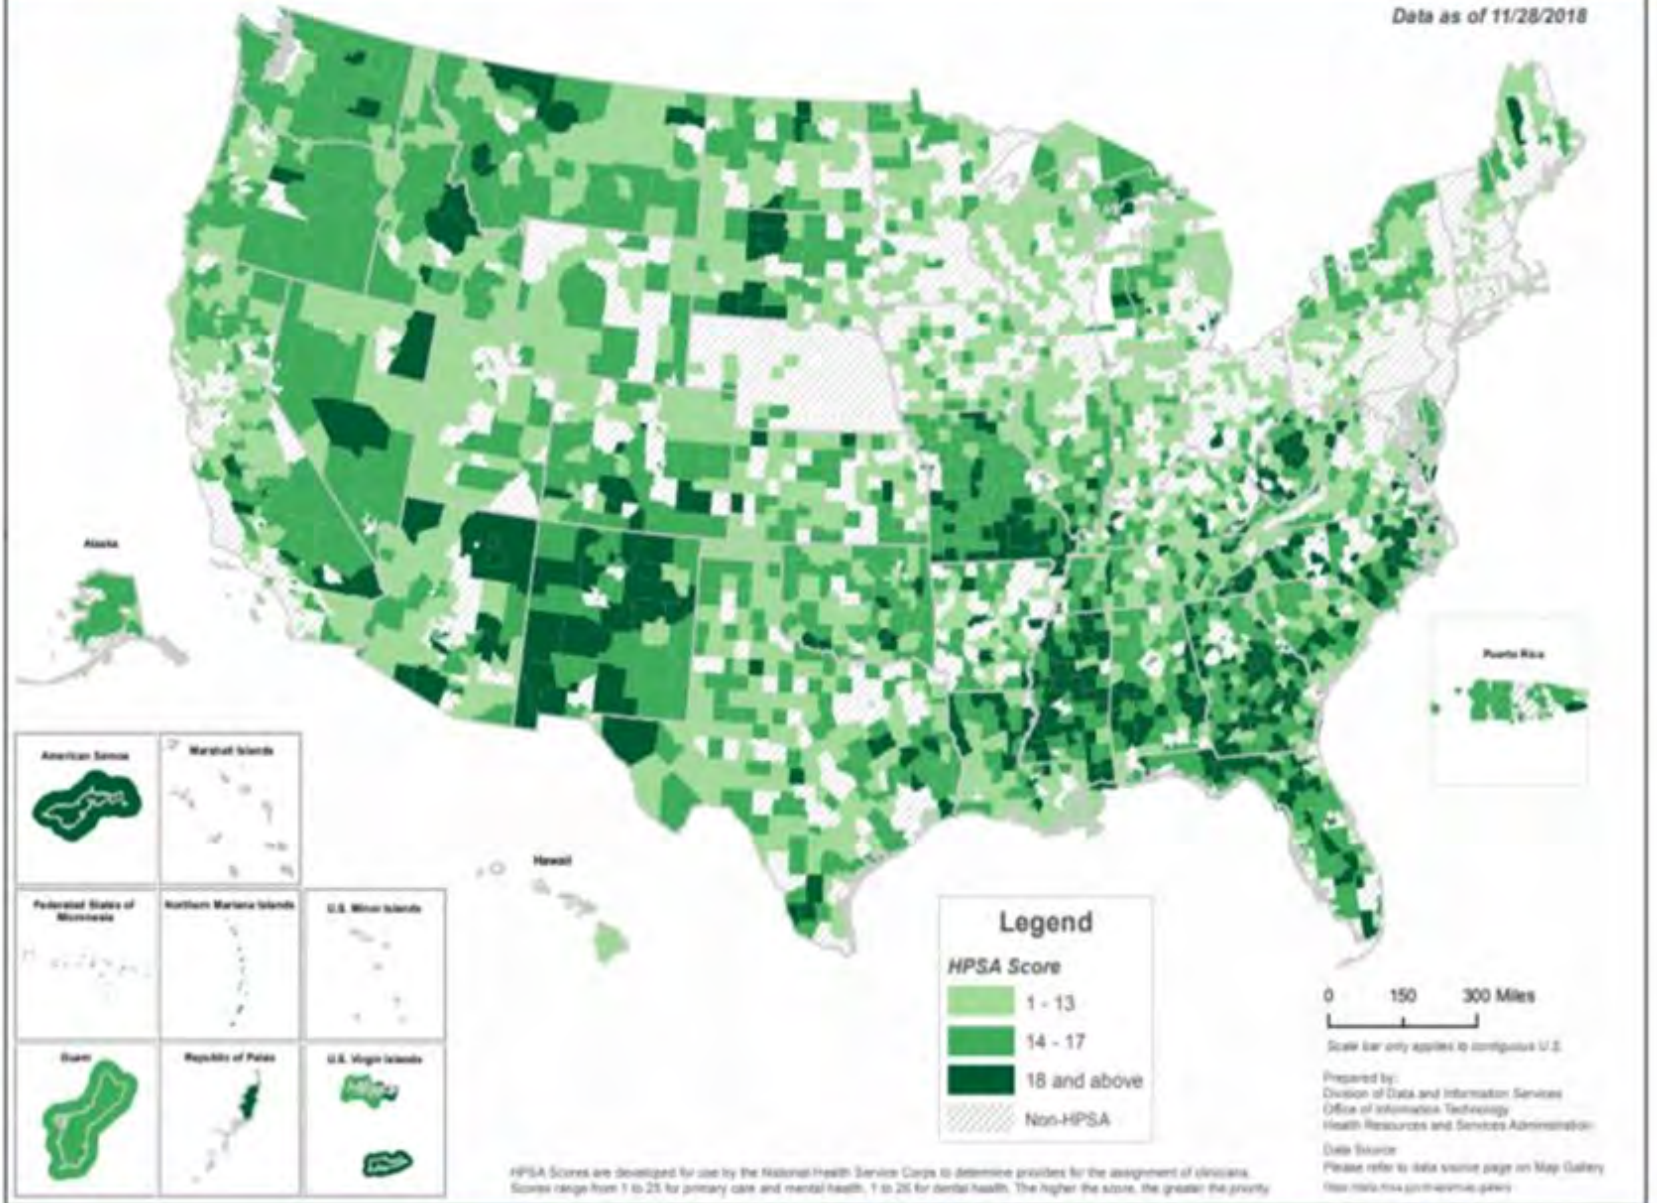 Data as of 11/28/2018
Alaska
Puerto Rico
American Samoa
Marshall Islands
Hawaii
Federated States of
Micronesia
Northern Mariana Islands
U.S. Minor Islands
Guam
Republic of Palau
U.S. Virgin Islands
Legend
HPSA Score
1 - 13
14 - 17
18 and above
Non-HPSA
0 150 300 Miles
Scale bar only applies to contiguous U.S.
Prepared by:
Division of Data and Information Services
Office of Information Technology
Health Resources and Services Administration
Data Source
Please refer to data source page on Map Gallery
HPSA Scores are developed for use by the National Health Service Corps to determine priorities for the assignment of clinicians.
Scores range from 1 to 25 for primary care and mental health, 1 to 26 for dental health. The higher the score, the greater the priority.